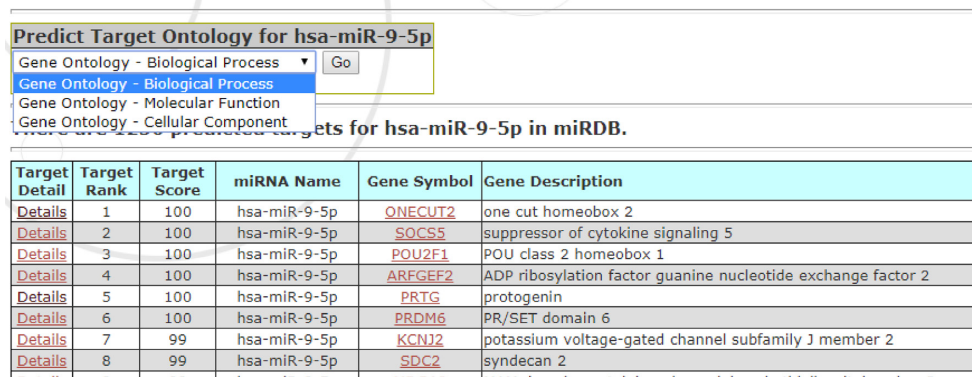 Predict Target Ontology for hsa-miR-9-5p
Gene Ontology - Biological Process ▼ Go
Gene Ontology - Biological Process
Gene Ontology - Molecular Function
Gene Ontology - Cellular Component
targets for hsa-miR-9-5p in miRDB.
Target Detail Target Rank Target Score miRNA Name Gene Symbol Gene Description
Details 1 100 hsa-miR-9-5p ONECUT2 one cut homeobox 2
Details 2 100 hsa-miR-9-5p SOCS5 suppressor of cytokine signaling 5
Details 3 100 hsa-miR-9-5p POU2F1 POU class 2 homeobox 1
Details 4 100 hsa-miR-9-5p ARFGEF2 ADP ribosylation factor guanine nucleotide exchange factor 2
Details 5 100 hsa-miR-9-5p PRTG protogenin
Details 6 100 hsa-miR-9-5p PRDM6 PR/SET domain 6
Details 7 99 hsa-miR-9-5p KCNJ2 potassium voltage-gated channel subfamily J member 2
Details 8 99 hsa-miR-9-5p SDC2 syndecan 2